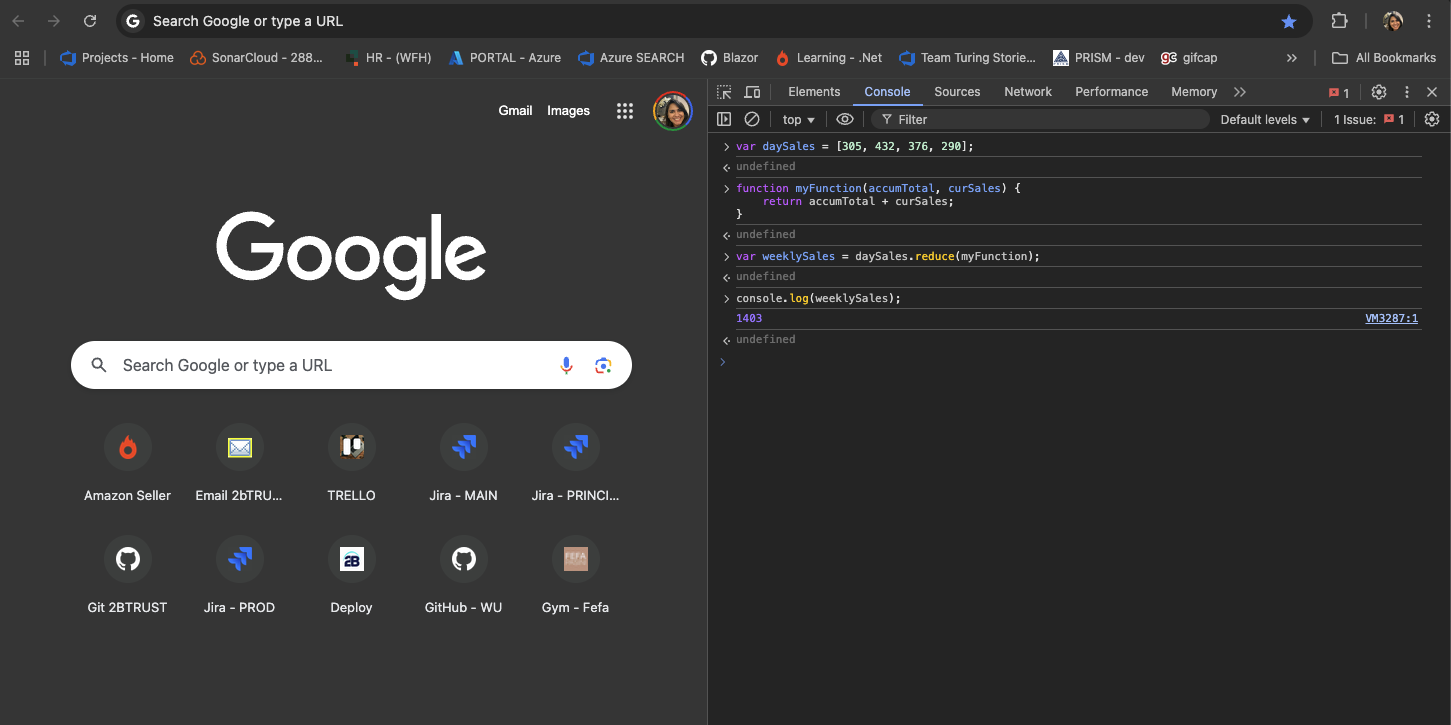 Search Google or type a URL
Projects - Home
SonarCloud - 288...
HR - (WFH)
PORTAL - Azure
Azure SEARCH
Blazor
Learning - .Net
Team Turing Storie...
PRISM - dev
gifcap
All Bookmarks
Gmail Images
Google
Search Google or type a URL
Amazon Seller
Email 2bTRU...
TRELLO
Jira - MAIN
Jira - PRINCI...
2B
FEFA
Git 2BTRUST
Jira - PROD
Deploy
GitHub - WU
Gym - Fefa
Elements Console Sources Network Performance Memory
1
top
Filter
Default levels
1 Issue: 1
var daySales = [305, 432, 376, 290];
undefined
function myFunction(accumTotal, curSales) {
    return accumTotal + curSales;
}
undefined
var weeklySales = daySales.reduce(myFunction);
undefined
console.log(weeklySales);
1403 VM3287:1
undefined